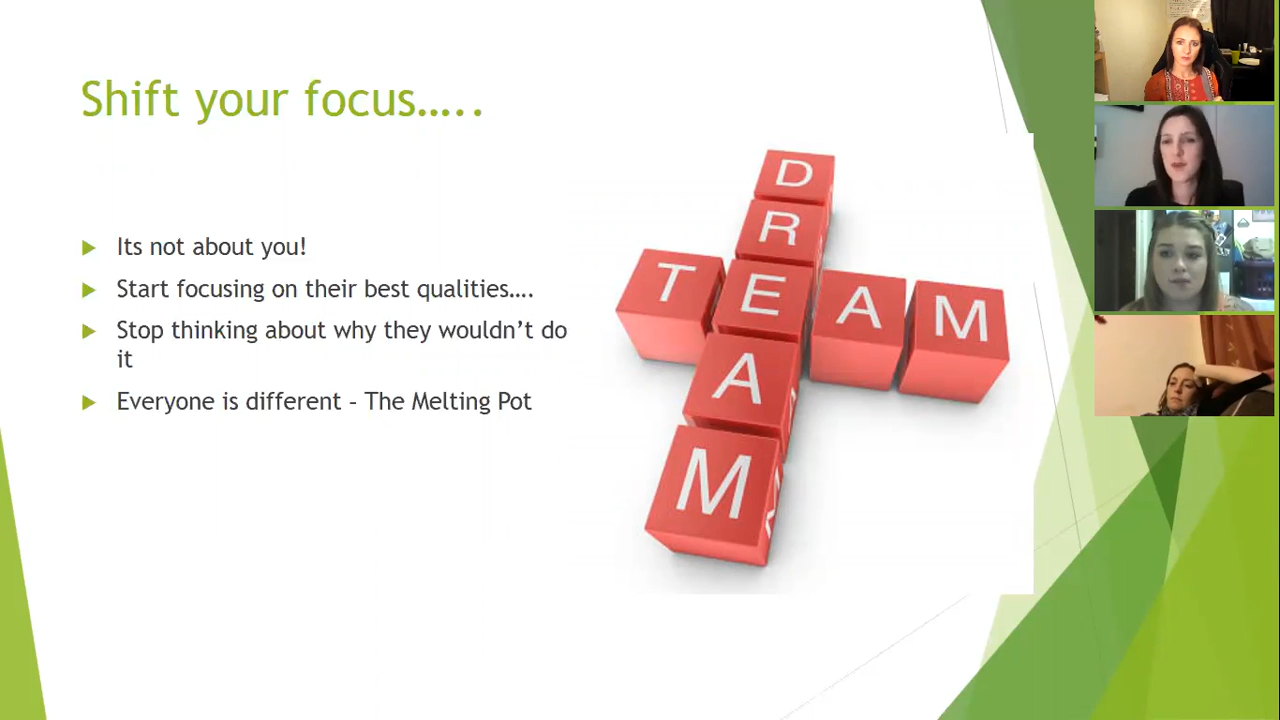 Shift your focus…..
Its not about you!
Start focusing on their best qualities….
Stop thinking about why they wouldn't do
it
Everyone is different – The Melting Pot
DREAM
TEAM